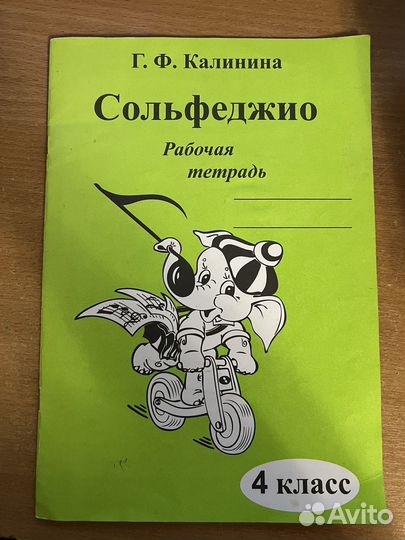 Г. Ф. Калинина
Сольфеджио
Рабочая
тетрадь
4 класс
Avito